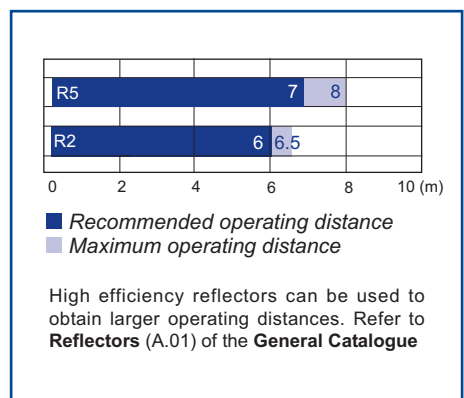 R5 7 8
R2 6 6.5
0 2 4 6 8 10 (m)
Recommended operating distance
Maximum operating distance
High efficiency reflectors can be used to
obtain larger operating distances. Refer to
Reflectors (A.01) of the General Catalogue